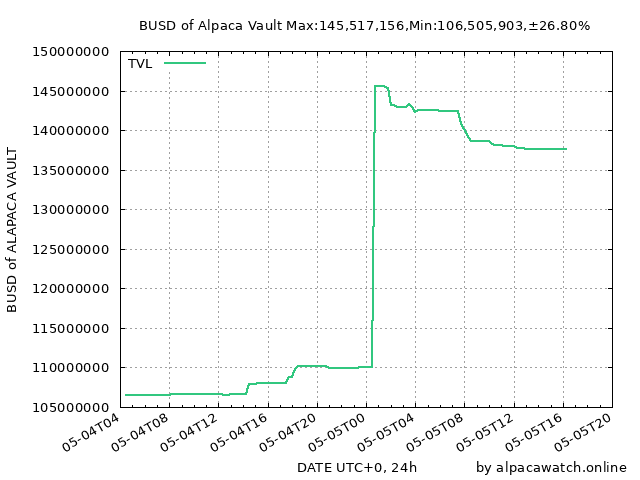 BUSD of Alpaca Vault Max:145,517,156,Min:106,505,903,±26.80%
TVL
150000000
145000000
140000000
135000000
130000000
125000000
120000000
115000000
110000000
105000000
BUSD of ALAPACA VAULT
05-04T04
05-04T08
05-04T12
05-04T16
05-04T20
05-05T00
05-05T04
05-05T08
05-05T12
05-05T16
05-05T20
DATE UTC+0, 24h
by alpacawatch.online